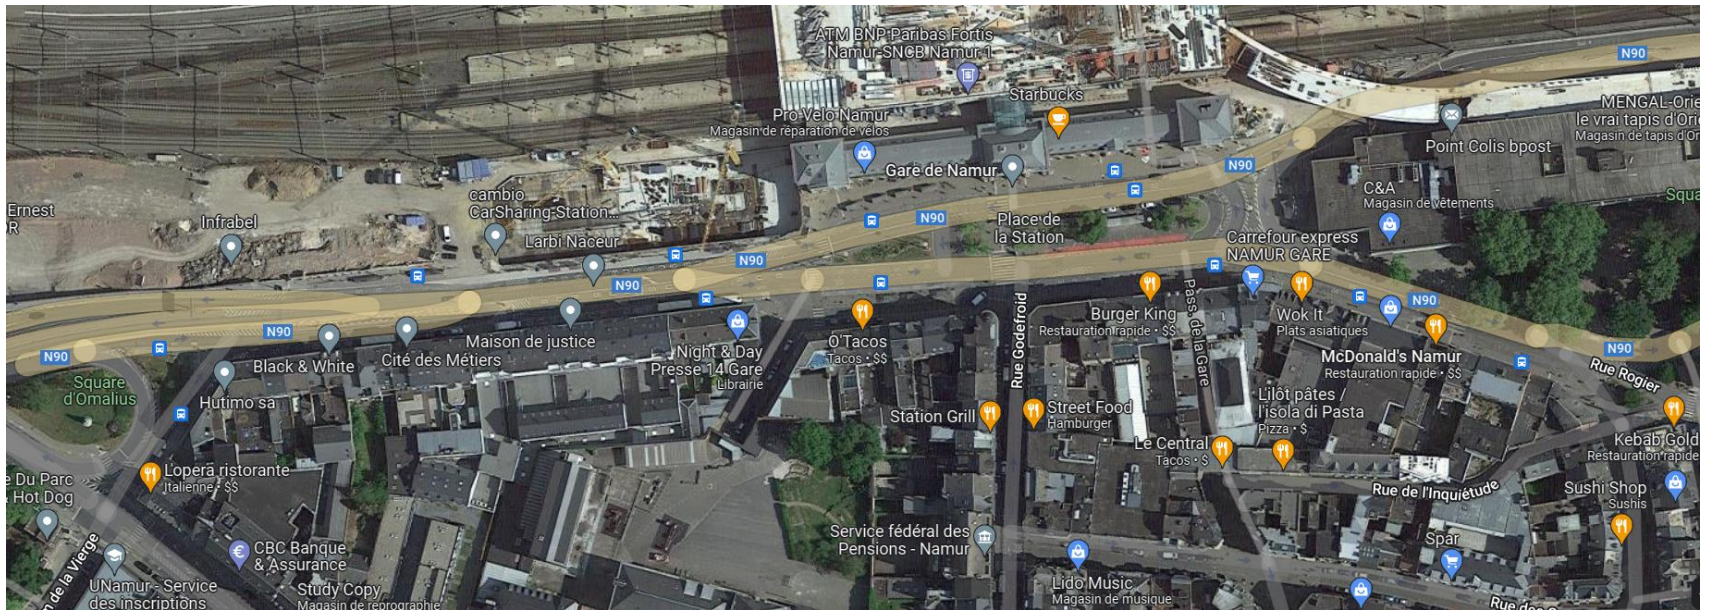 ATM BNP Paribas Fortis
Namur-SNCB Namur 1
N90
Starbucks
Pro Velo Namur
Magasin de réparation de vélos
MENGAL-Orie
le vrai tapis d'Orie
Magasin de tapis d'Or
Point Colis bpost
Gare de Namur
N90
cambio
CarSharing-Station...
C&A
Magasin de vêtements
Squa
Ernest
OR
Infrabel
N90
Place de
la Station
Larbi Naceur
Carrefour express
NAMUR GARE
N90
N90
N90
Pass. de la Gare
Rue Godefroid
Burger King
Restauration rapide • $$
Wok It
Plats asiatiques
N90
N90
Maison de justice
O'Tacos
Tacos • $$
Night & Day
Presse 14 Gare
Librairie
McDonald's Namur
Restauration rapide • $$
N90
Black & White
Cité des Métiers
Rue Rogier
Square
d'Omalius
Hutimo sa
Station Grill
Street Food
Hamburger
L'îlôt pâtes
l'isola di Pasta
Pizza • $
Le Central
Tacos • $
Kebab Gold
Restauration rapide
L'opera ristorante
Italienne • $$
e Du Parc
Hot Dog
Rue de l'Inquiétude
Sushi Shop
Sushis
Service fédéral des
Pensions - Namur
Spar
CBC Banque
& Assurance
n de la Vierge
UNamur - Service
des inscriptions
Study Copy
Magasin de reprographie
Lido Music
Magasin de musique
Rue des